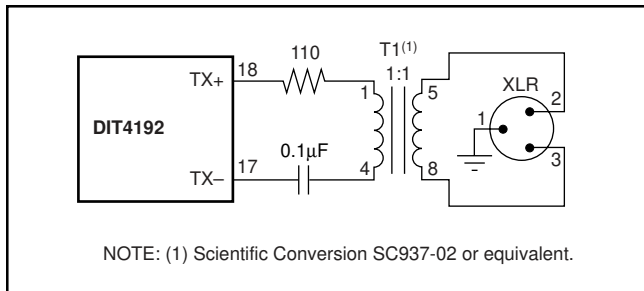 18
110
T1(1)
1:1
TX+
1
5
XLR
2
1
DIT4192
0.1µF
17
TX–
4
8
3
NOTE: (1) Scientific Conversion SC937-02 or equivalent.